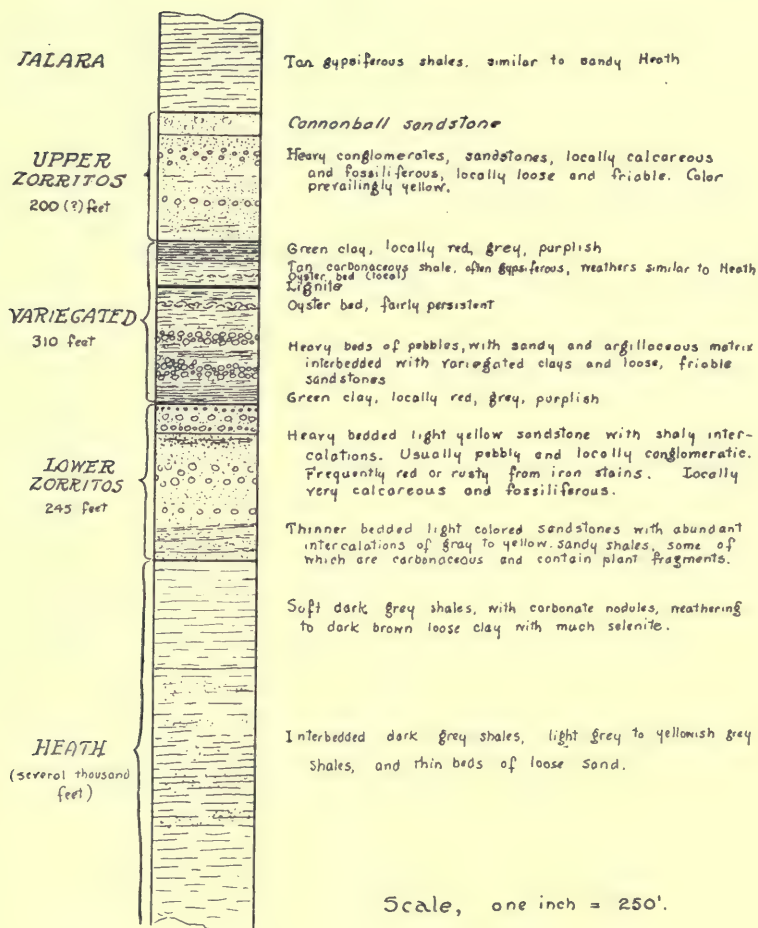 TALARA
Tan gypsiferous shales. similar to sandy Heath
Cannonball sandstone
UPPER
ZORRITOS
200 (?) feet
Heavy conglomerates, sandstones, locally calcareous
and fossiliferous, locally loose and friable. Color
prevailingly yellow.
VARIEGATED
310 feet
Green clay, locally red, grey, purplish
Tan carbonaceous shale, often gypsiferous, weathers similar to Heath
Oyster bed (local)
Lignite
Oyster bed, fairly persistent
Heavy beds of pebbles, with sandy and argillaceous matrix
interbedded with variegated clays and loose, friable
sandstones
Green clay, locally red, grey, purplish
LOWER
ZORRITOS
245 feet
Heavy bedded light yellow sandstone with shaly inter-
calations. Usually pebbly and locally conglomeratic.
Frequently red or rusty from iron stains. Locally
very calcareous and fossiliferous.
Thinner bedded light colored sandstones with abundant
intercalations of gray to yellow sandy shales, some of
which are carbonaceous and contain plant fragments.
HEATH
(several thousand
feet)
Soft dark grey shales, with carbonate nodules, weathering
to dark brown loose clay with much selenite.
Interbedded dark grey shales, light grey to yellowish grey
shales, and thin beds of loose sand.
Scale, one inch = 250'.